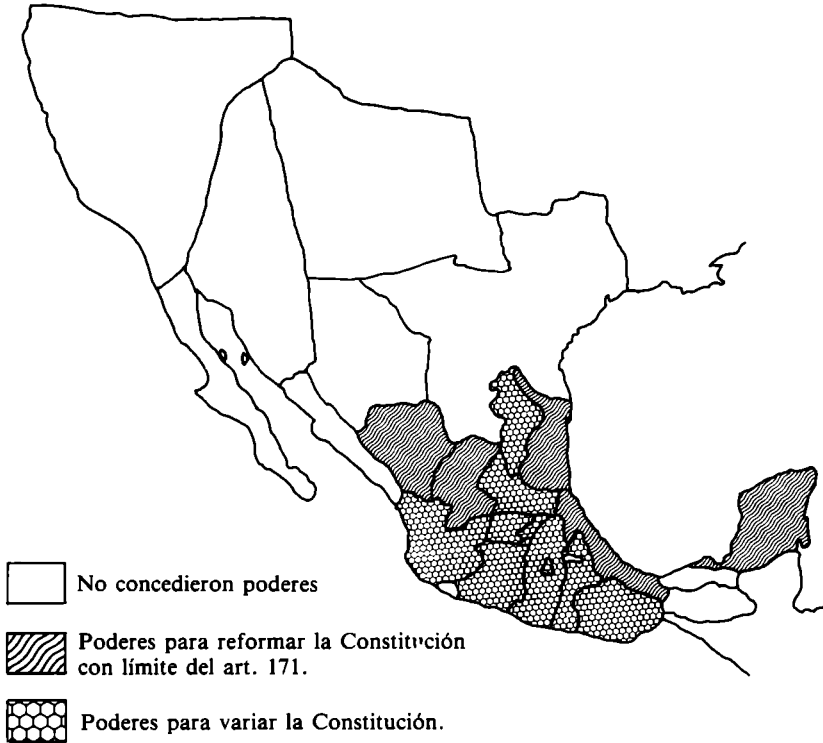 No concedieron poderes
Poderes para reformar la Constitución
con límite del art. 171.
Poderes para variar la Constitución.